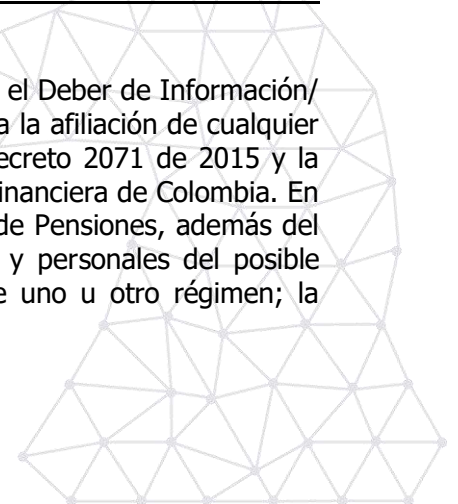 el Deber de Información/
a la afiliación de cualquier
ecreto 2071 de 2015 y la
inanciera de Colombia. En
de Pensiones, además del
y personales del posible
e uno u otro régimen; la